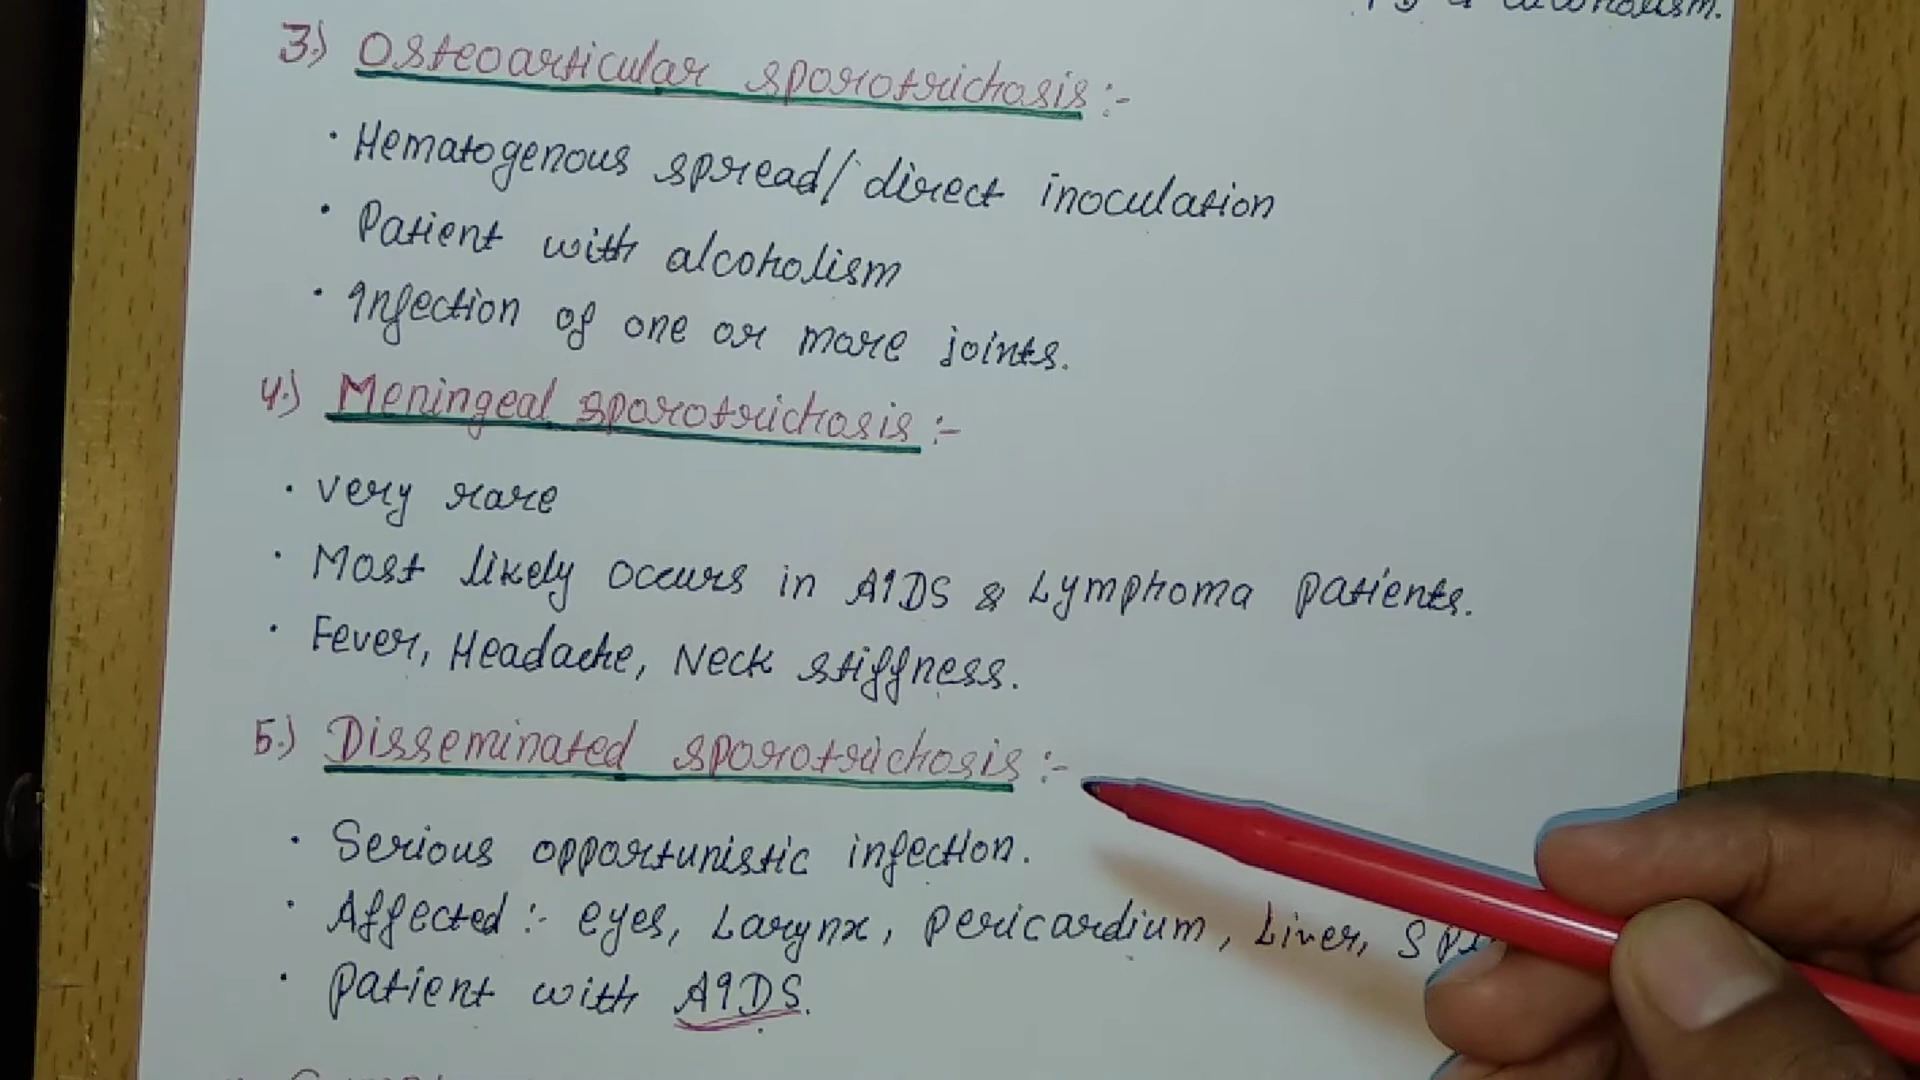 alcoholism.
3.) Osteoarticular sporotrichosis :-
• Hematogenous spread/ direct inoculation
• Patient with alcoholism
• Infection of one or more joints.
4.) Meningeal sporotrichosis :-
• very rare
• Most likely occurs in AIDS & Lymphoma patients.
• Fever, Headache, Neck stiffness.
5.) Disseminated sporotrichosis :-
• Serious opportunistic infection.
• Affected :- eyes, Larynx, pericardium, Liver,
• patient with AIDS.